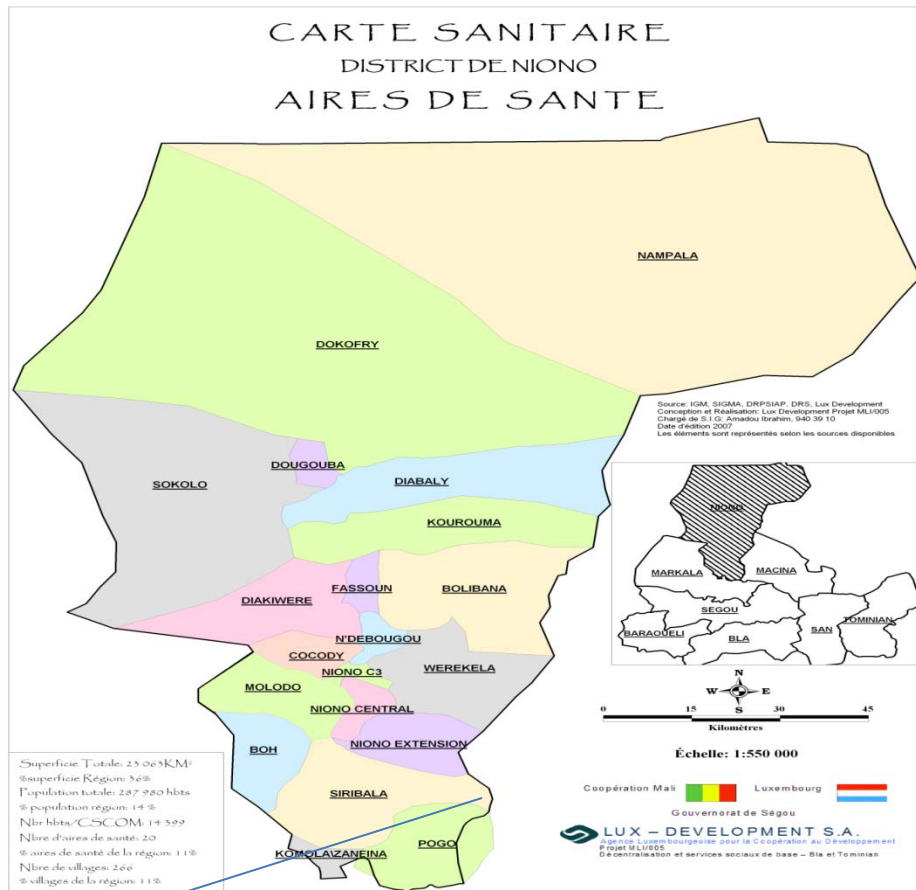 CARTE SANITAIRE
DISTRICT DE NIONO
AIRES DE SANTE
NAMPALA
DOKOFRY
Source: IGM, SIGMA, DRPSIAP, DRS, Lux Development
Conception et Réalisation: Lux Development Projet MLI/005
Chargé de S.I.G: Amadou Ibrahim, 940 39 10
Date d'édition 2007
Les éléments sont représentés selon les sources disponibles
DOUGOUBA
SOKOLO
DIABALY
KOUROUMA
NIONO
MARKALA
MACINA
SEGOU
TOMINIAN
SAN
BARAOUELI
BLA
FASSOUN
BOLIBANA
DIAKIWERE
N'DEBOUGOU
COCODY
WEREKELA
NIONO C3
MOLODO
NIONO CENTRAL
NIONO EXTENSION
BOH
SIRIBALA
POGO
KOMOLA\ZANEINA
N
W E
S
0 15 30 45
Kilomètres
Échelle: 1:550 000
Superficie Totale: 23 063KM²
%superficie Région: 36%
Population totale: 287 980 hbts
% population région: 14 %
Nbr hbts/CSCOM: 14 399
Nbre d'aires de santé: 20
% aires de santé de la région: 11%
Nbre de villages: 266
% villages de la région: 11%
Coopération Mali Luxembourg
Gouvernorat de Ségou
LUX – DEVELOPMENT S.A.
Agence Luxembourgeoise pour la Coopération au Développement
Projet MLI/005
Décentralisation et services sociaux de base – Bla et Tominian